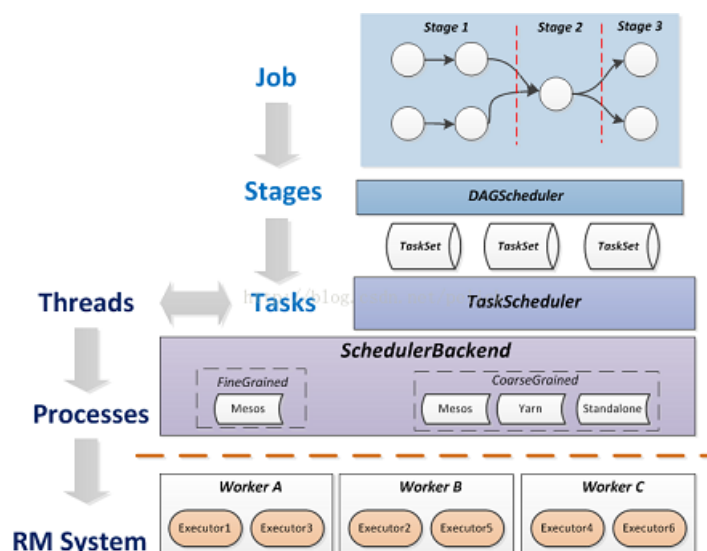 Stage 1
Stage 2
Stage 3
Job
Stages
DAGScheduler
TaskSet
TaskSet
TaskSet
Threads
Tasks
TaskScheduler
SchedulerBackend
FineGrained
CoarseGrained
Mesos
Mesos
Yarn
Standalone
Processes
Worker A
Worker B
Worker C
Executor1
Executor3
Executor2
Executor5
Executor4
Executor6
RM System